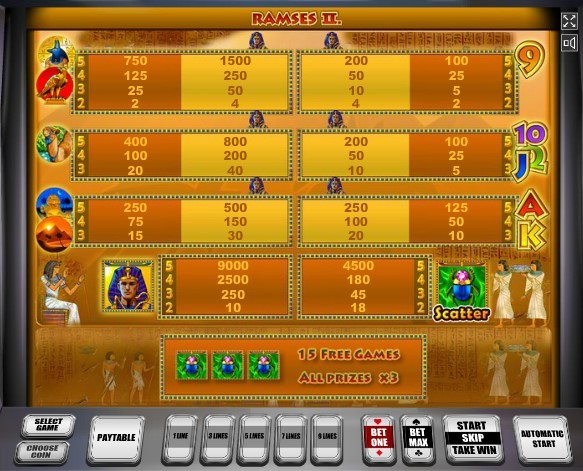 RAMSES II.
5 750 1500 200 100 5
4 125 250 50 25 4
3 25 50 10 5 3
2 2 4 4 2 2
9
5 400 800 200 100 5
4 100 200 50 25 4
3 20 40 10 5 3
10
J
5 250 500 250 125 5
4 75 150 100 50 4
3 15 30 20 10 3
A
K
5 9000 4500 5
4 2500 180 4
3 250 45 3
2 10 18 2
Scatter
15 FREE GAMES
ALL PRIZES X3
SELECT
GAME
CHOOSE
COIN
PAYTABLE
1 LINE
3 LINES
5 LINES
7 LINES
9 LINES
BET
ONE
BET
MAX
START
SKIP
TAKE WIN
AUTOMATIC
START